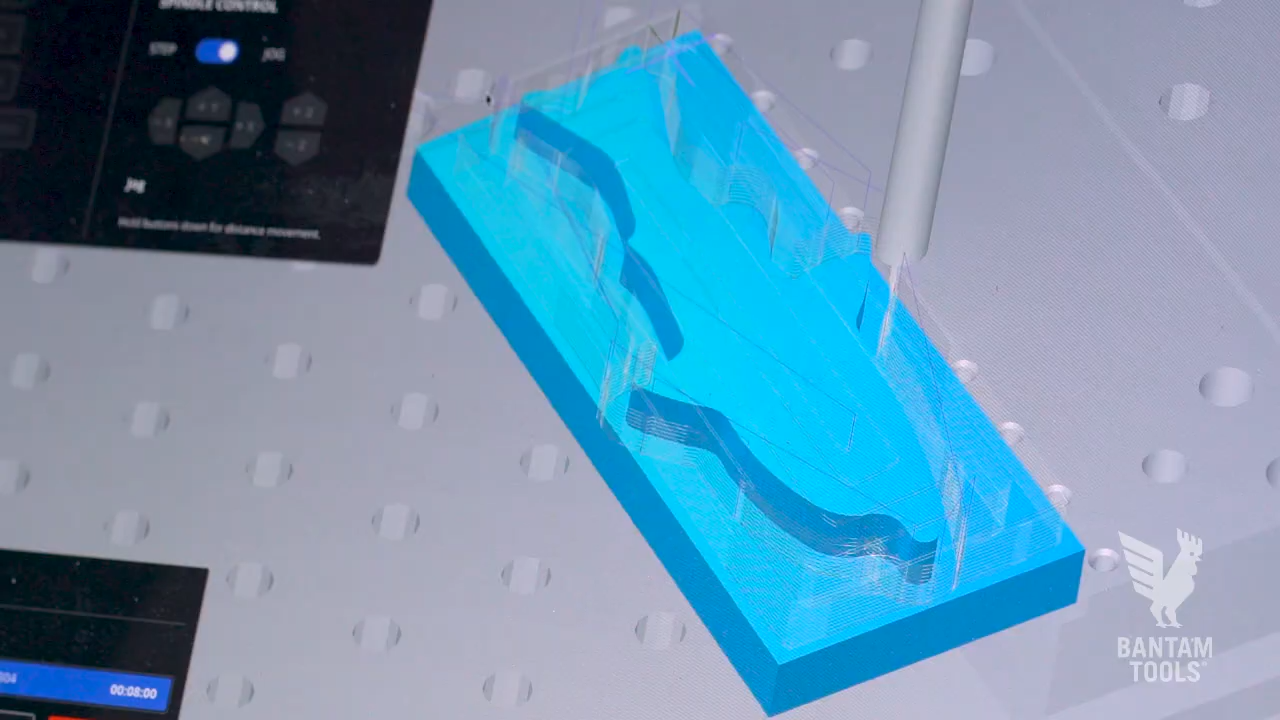 SPINDLE CONTROL
STEP
JOG
Jog
Hold buttons down for distance movement.
00:08:00
BANTAM
TOOLS